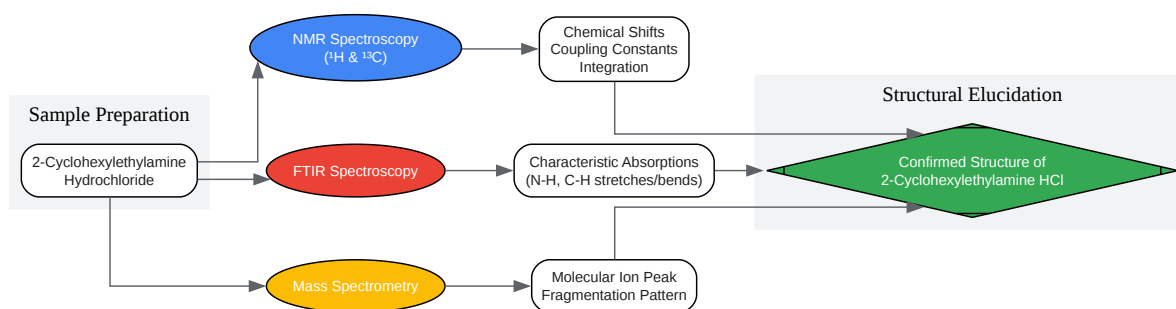 Sample Preparation
2-Cyclohexylethylamine
Hydrochloride
NMR Spectroscopy
(¹H & ¹³C)
FTIR Spectroscopy
Mass Spectrometry
Chemical Shifts
Coupling Constants
Integration
Characteristic Absorptions
(N-H, C-H stretches/bends)
Molecular Ion Peak
Fragmentation Pattern
Structural Elucidation
Confirmed Structure of
2-Cyclohexylethylamine HCl